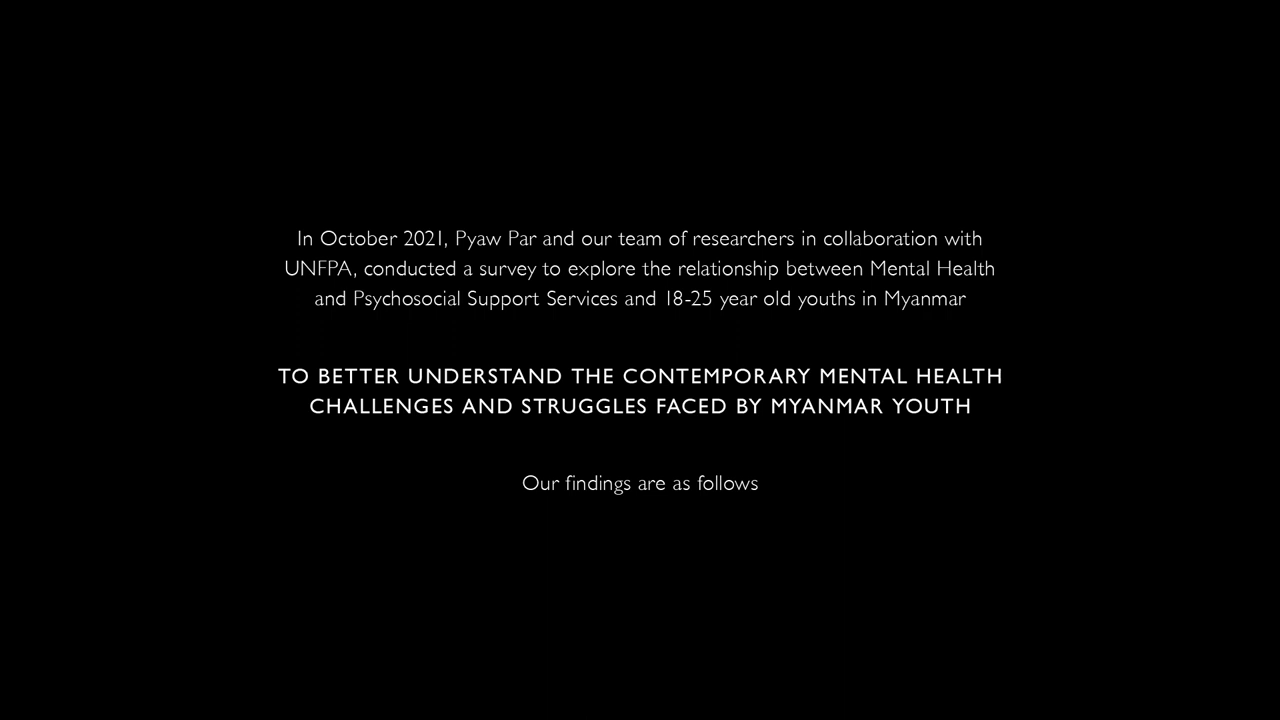 In October 2021, Pyaw Par and our team of researchers in collaboration with
UNFPA, conducted a survey to explore the relationship between Mental Health
and Psychosocial Support Services and 18-25 year old youths in Myanmar
TO BETTER UNDERSTAND THE CONTEMPORARY MENTAL HEALTH
CHALLENGES AND STRUGGLES FACED BY MYANMAR YOUTH
Our findings are as follows